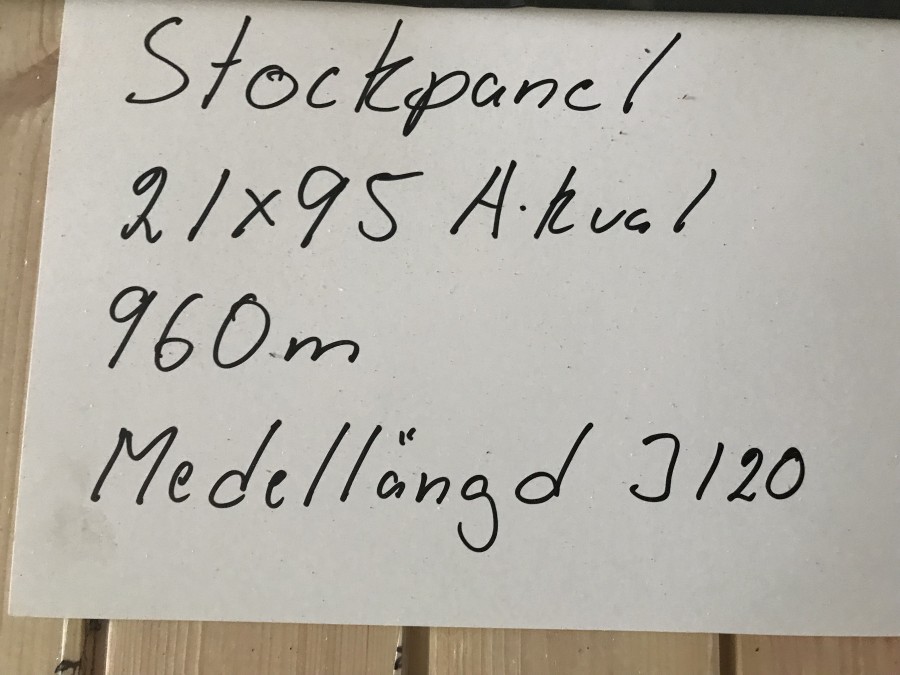 Stockpanel
21x95 A.kval
960m
Medellängd 3120